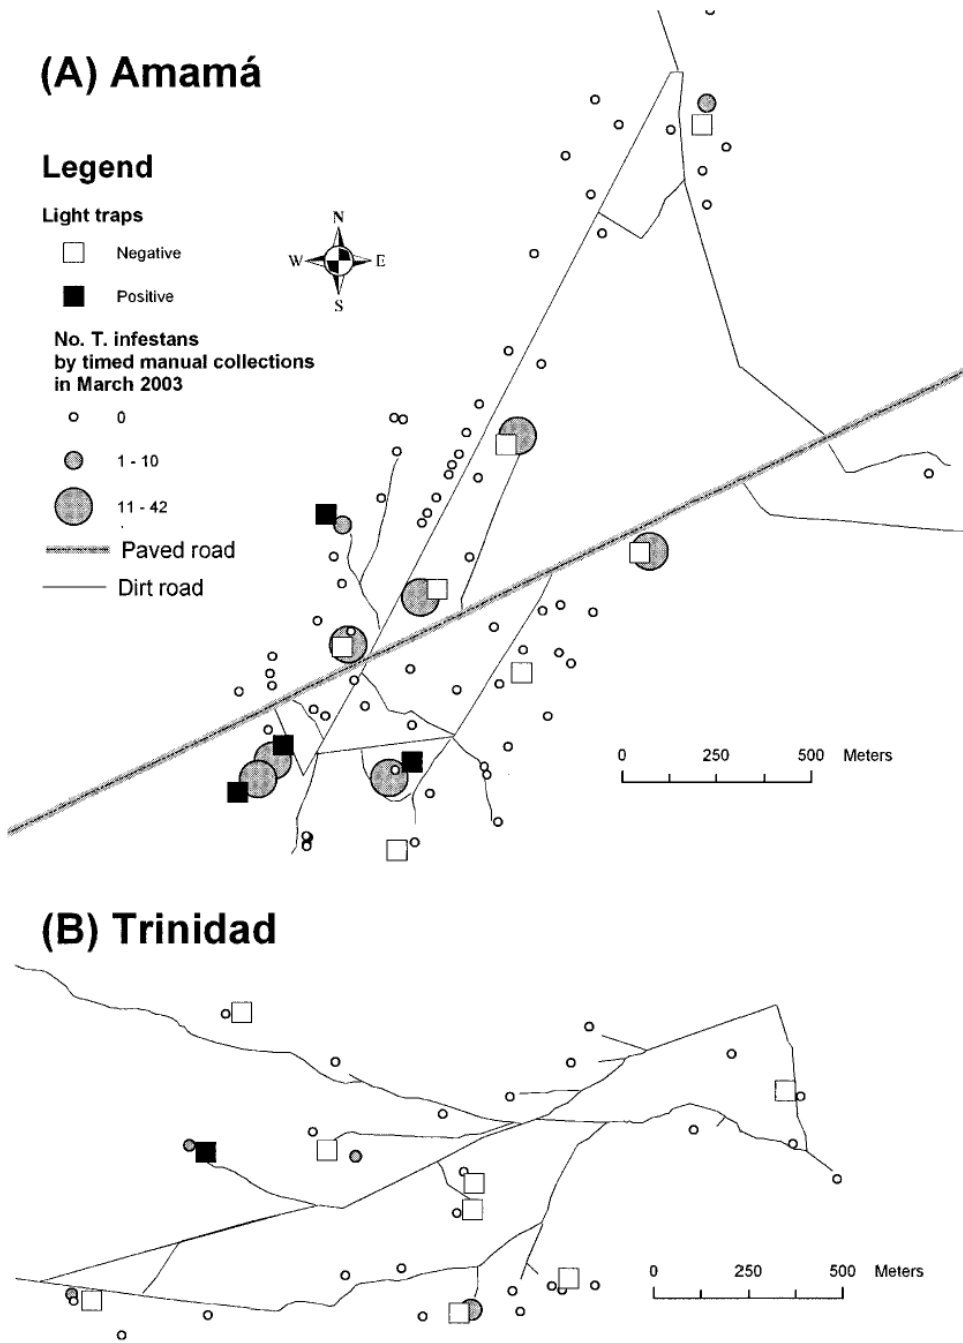 (A) Amamá
Legend
Light traps
Negative
Positive
N
W E
S
No. T. infestans
by timed manual collections
in March 2003
0
1 - 10
11 - 42
Paved road
Dirt road
0 250 500 Meters
(B) Trinidad
0 250 500 Meters